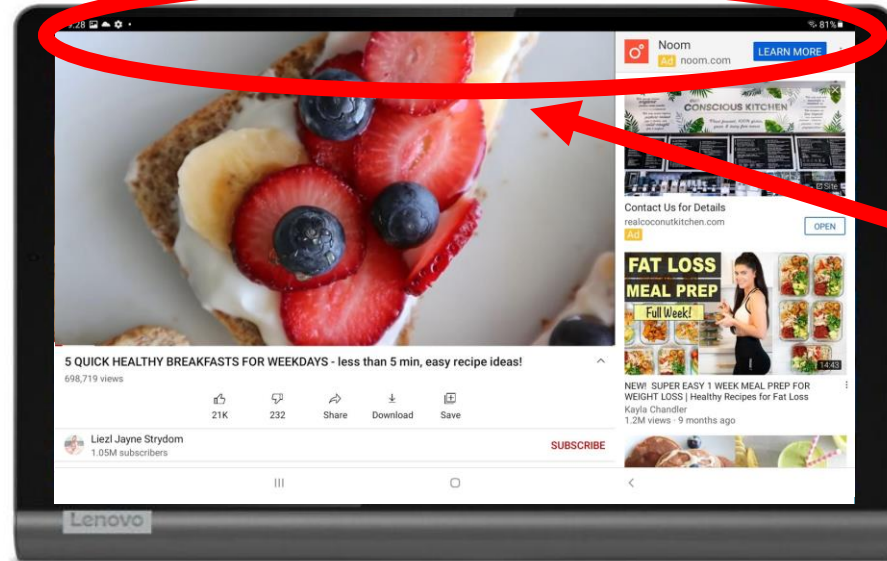 9:28
81%
Noom
Ad noom.com
LEARN MORE
CONSCIOUS KITCHEN
Site
Contact Us for Details
realcoconutkitchen.com
Ad
OPEN
FAT LOSS
MEAL PREP
Full Week!
14:43
NEW! SUPER EASY 1 WEEK MEAL PREP FOR
WEIGHT LOSS | Healthy Recipes for Fat Loss
Kayla Chandler
1.2M views · 9 months ago
5 QUICK HEALTHY BREAKFASTS FOR WEEKDAYS - less than 5 min, easy recipe ideas!
698,719 views
21K
232
Share
Download
Save
Liezl Jayne Strydom
1.05M subscribers
SUBSCRIBE
Lenovo